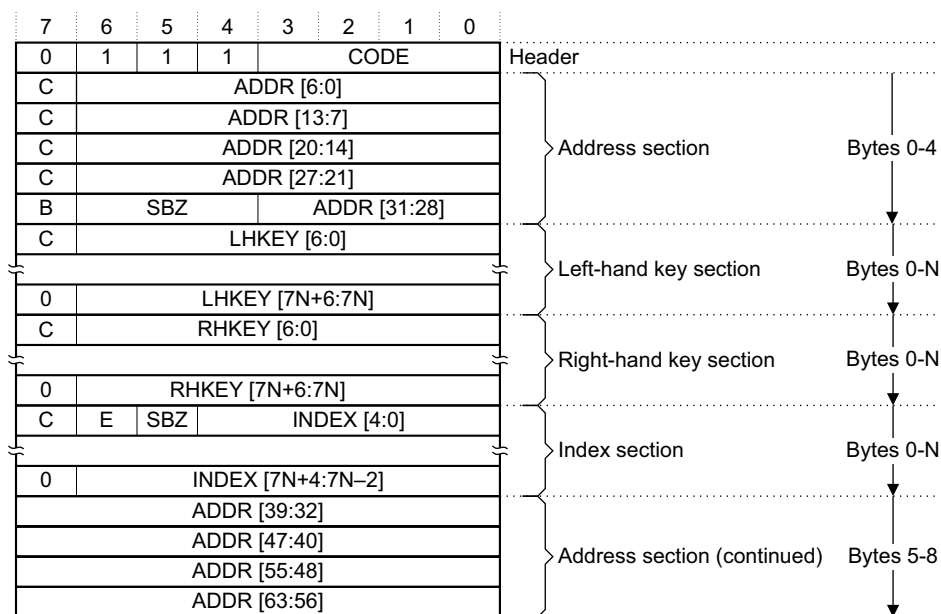 7 6 5 4 3 2 1 0
0 1 1 1 CODE Header
C ADDR [6:0]
C ADDR [13:7]
C ADDR [20:14] Address section Bytes 0-4
C ADDR [27:21]
B SBZ ADDR [31:28]
C LHKEY [6:0]
Left-hand key section Bytes 0-N
0 LHKEY [7N+6:7N]
C RHKEY [6:0]
Right-hand key section Bytes 0-N
0 RHKEY [7N+6:7N]
C E SBZ INDEX [4:0]
Index section Bytes 0-N
0 INDEX [7N+4:7N–2]
ADDR [39:32]
ADDR [47:40]
Address section (continued) Bytes 5-8
ADDR [55:48]
ADDR [63:56]